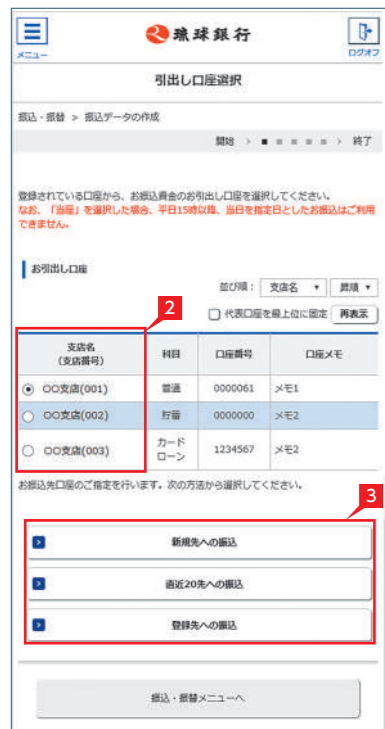 メニュー
琉球銀行
ログオフ
引出し口座選択
振込・振替 > 振込データの作成
開始 > ■ ■ ■ ■ ■ > 終了
登録されている口座から、お振込資金のお引出し口座を選択してください。
なお、「当座」を選択した場合、平日15時以降、当日を指定日としたお振込はご利用
できません。
お引出し口座
並び順： 支店名 ▼ 昇順 ▼
2
代表口座を最上位に固定 再表示
支店名
(支店番号) 科目 口座番号 口座メモ
○○支店(001) 普通 0000061 メモ1
○○支店(002) 貯蓄 0000000 メモ2
○○支店(003) カード
ローン 1234567 メモ2
お振込先口座のご指定を行います。次の方法から選択してください。
3
新規先への振込
直近20先への振込
登録先への振込
振込・振替メニューへ